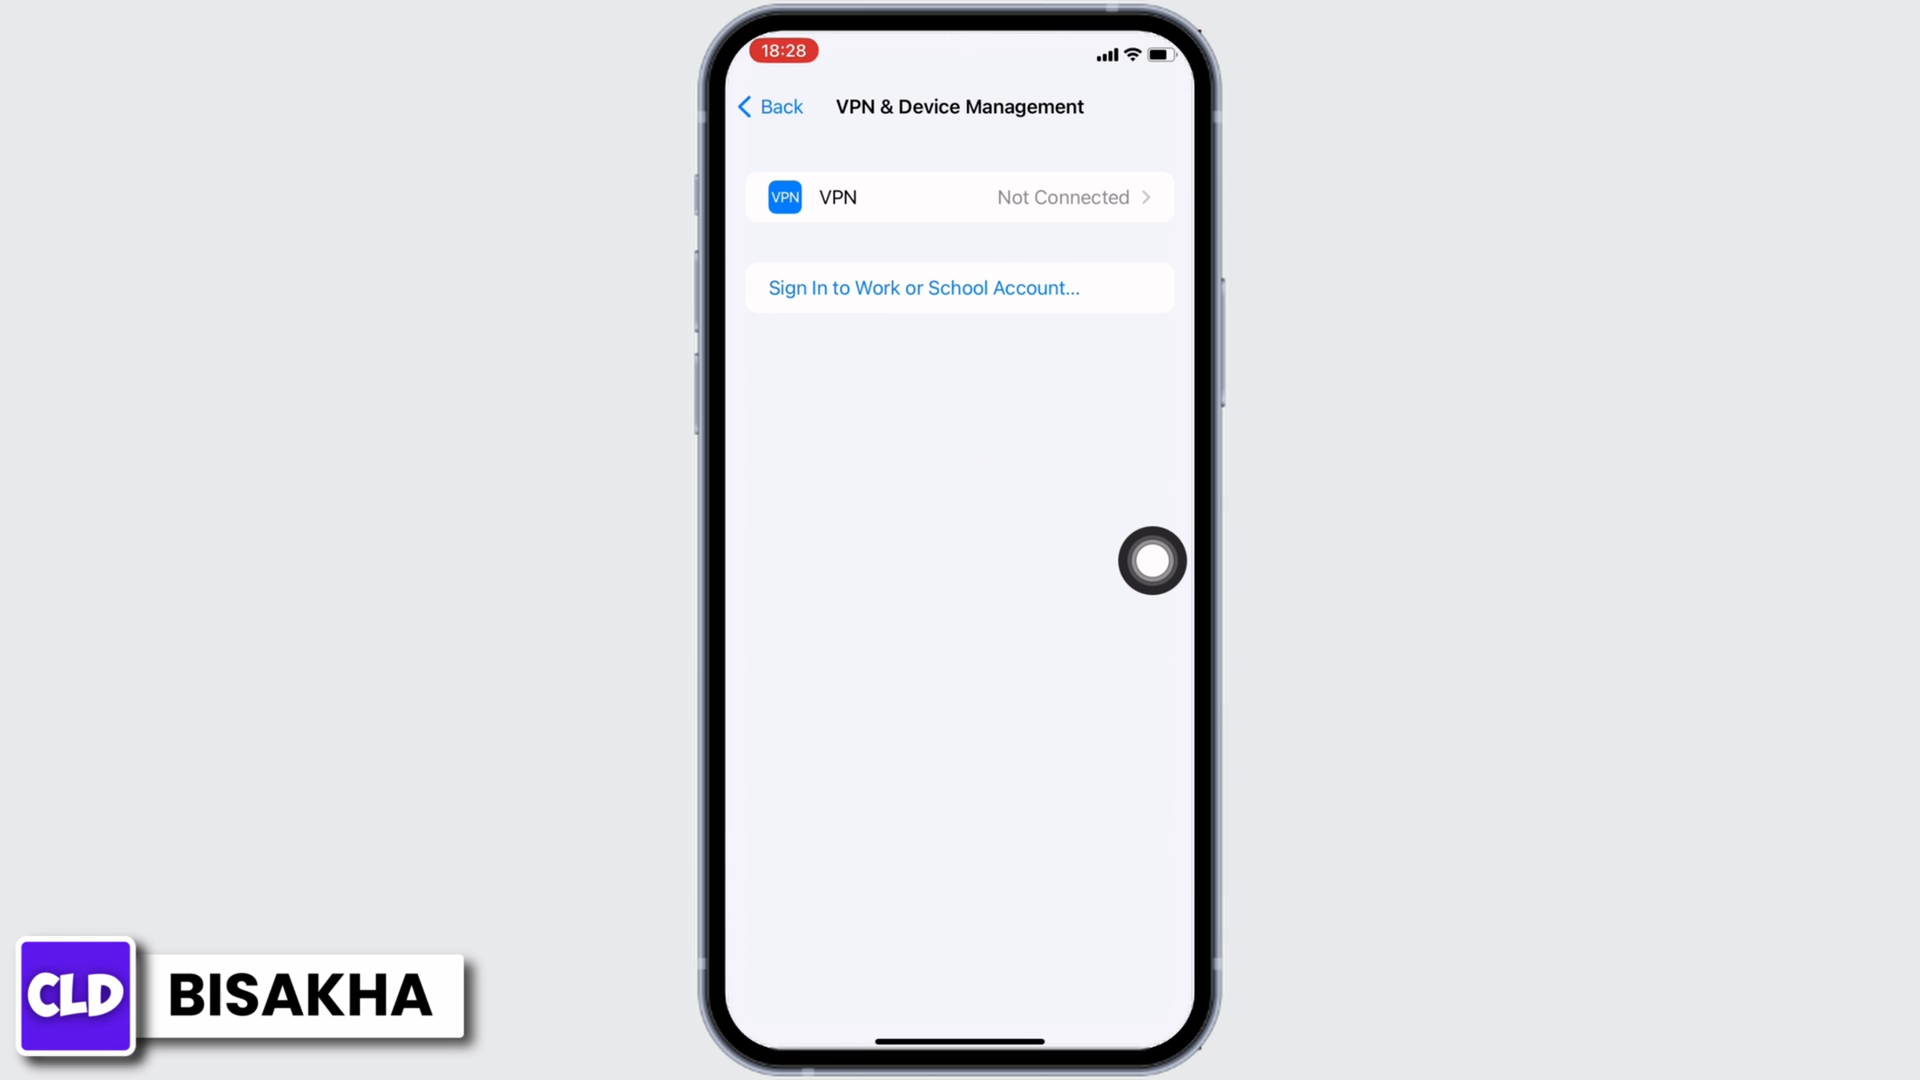 18:28
Back
VPN & Device Management
VPN
VPN
Not Connected
Sign In to Work or School Account...
CLD
BISAKHA